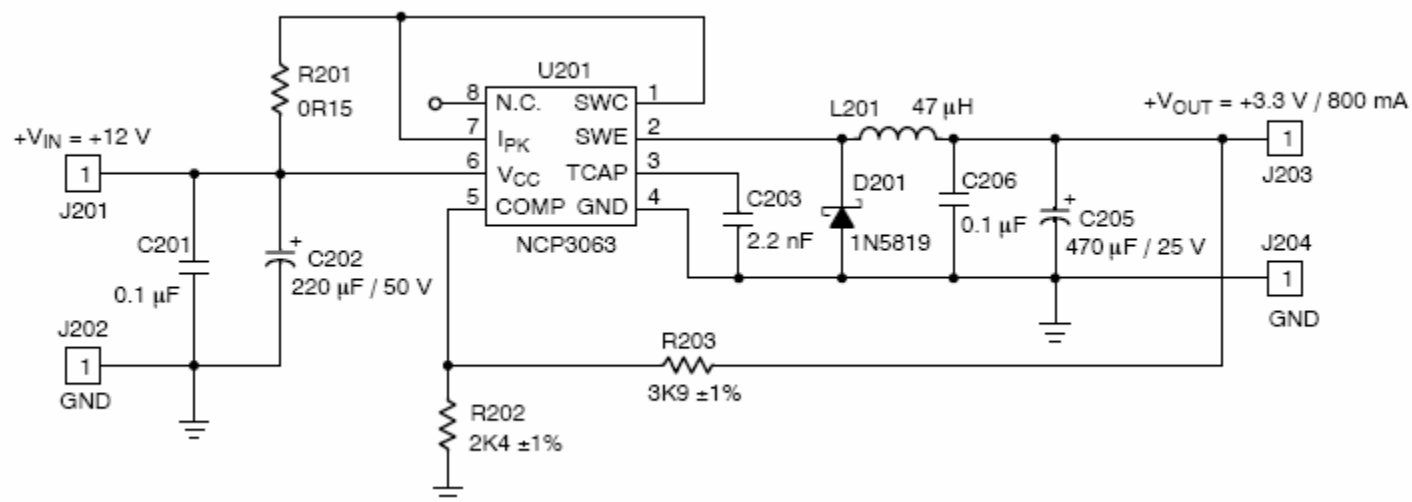 U201
R201
0R15
8 N.C. SWC 1
7 IPK SWE 2
6 VCC TCAP 3
5 COMP GND 4
NCP3063
+VIN = +12 V
1
J201
C201
0.1 µF
+
C202
220 µF / 50 V
J202
1
GND
L201 47 µH
+VOUT = +3.3 V / 800 mA
1
J203
C203
2.2 nF
D201
1N5819
C206
0.1 µF
+
C205
470 µF / 25 V
J204
1
GND
R203
3K9 ±1%
R202
2K4 ±1%